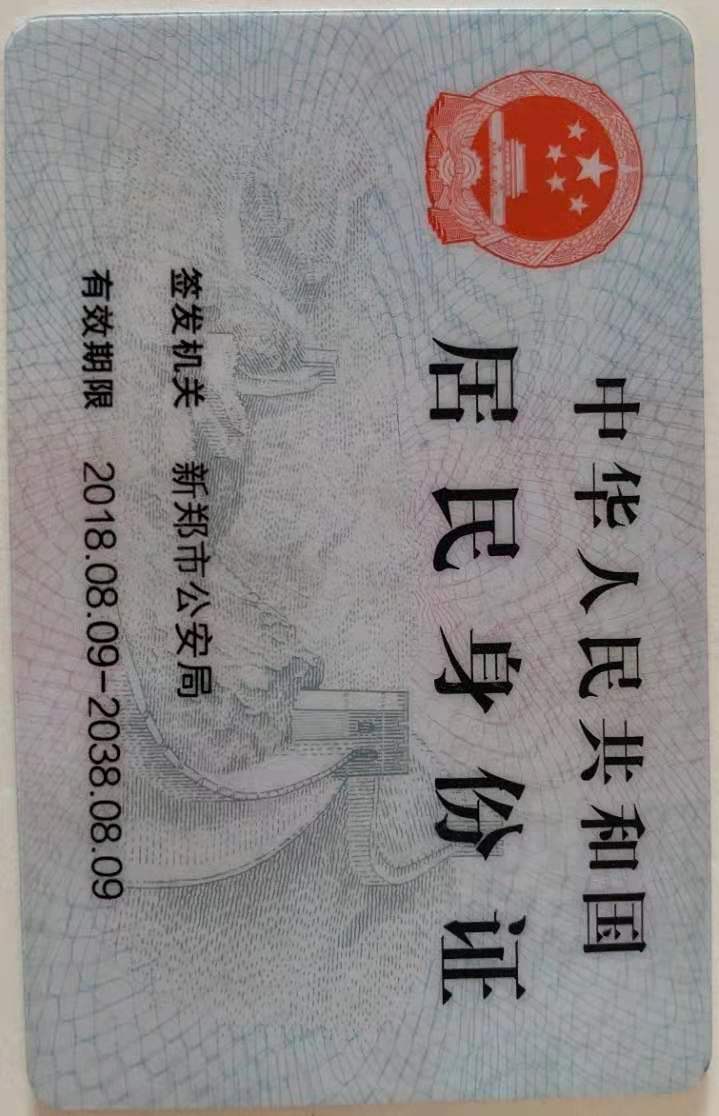 中华人民共和国
居民身份证
签发机关 新郑市公安局
有效期限 2018.08.09-2038.08.09